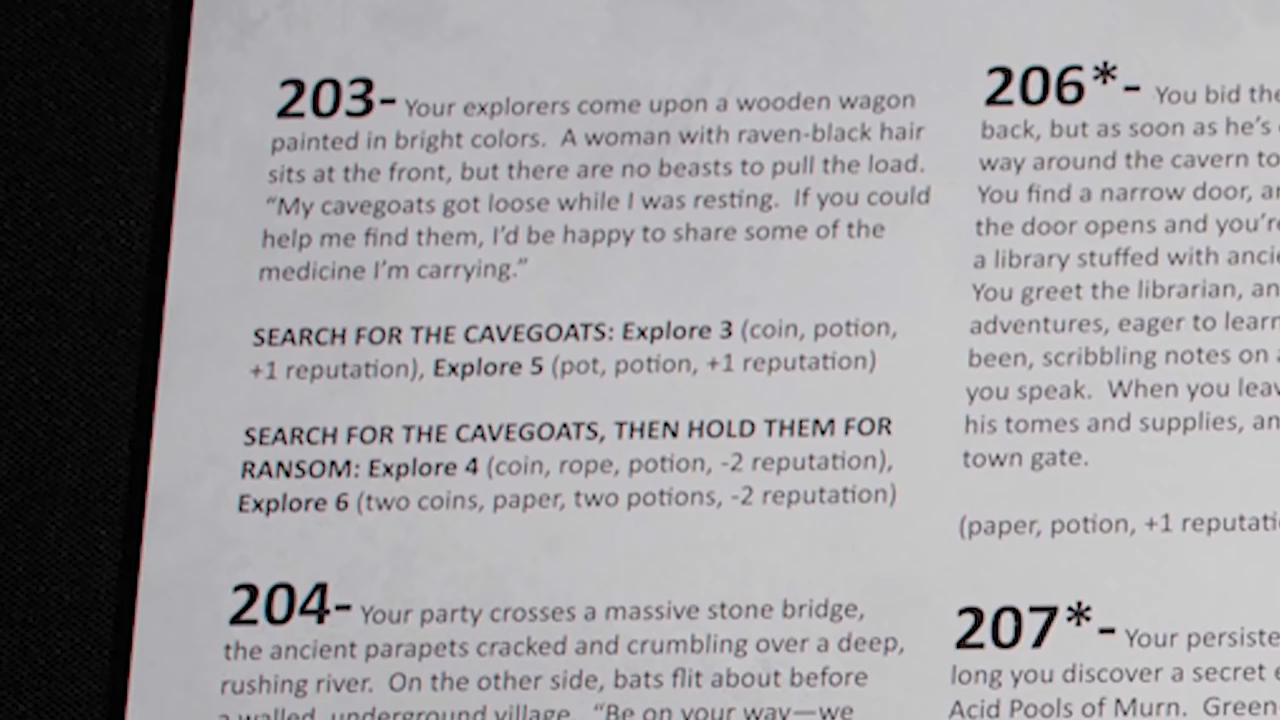 203- Your explorers come upon a wooden wagon
painted in bright colors. A woman with raven-black hair
sits at the front, but there are no beasts to pull the load.
“My cavegoats got loose while I was resting. If you could
help me find them, I’d be happy to share some of the
medicine I’m carrying.”
SEARCH FOR THE CAVEGOATS: Explore 3 (coin, potion,
+1 reputation), Explore 5 (pot, potion, +1 reputation)
SEARCH FOR THE CAVEGOATS, THEN HOLD THEM FOR
RANSOM: Explore 4 (coin, rope, potion, -2 reputation),
Explore 6 (two coins, paper, two potions, -2 reputation)
204- Your party crosses a massive stone bridge,
the ancient parapets cracked and crumbling over a deep,
rushing river. On the other side, bats flit about before
a walled, underground village. “Be on your way—we
206*- You bid the
back, but as soon as he’s
way around the cavern to
You find a narrow door,
the door opens and
a library stuffed with
You greet the librarian,
adventures, eager to
been, scribbling notes on
you speak. When you
his tomes and supplies,
town gate.
(paper, potion, +1
207*- Your
long you discover a secret
Acid Pools of Murn.